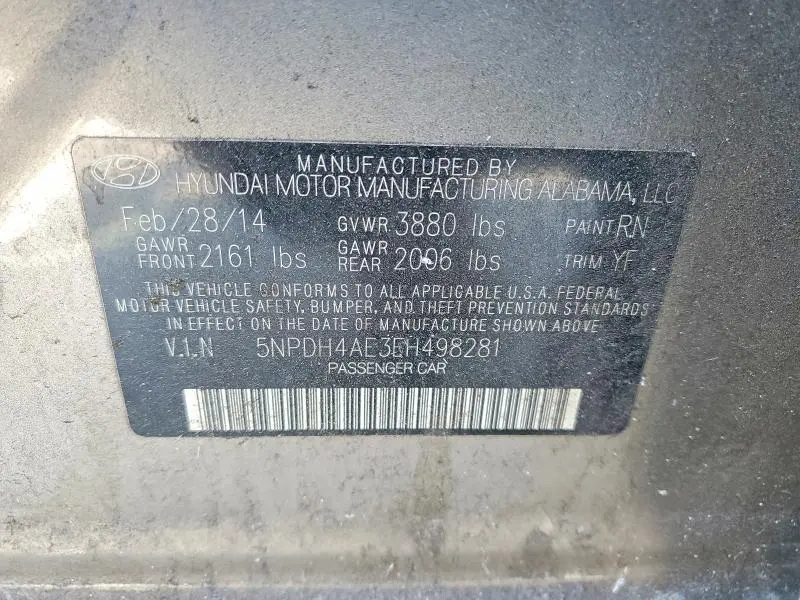 MANUFACTURED BY
HYUNDAI MOTOR MANUFACTURING ALABAMA, LLC
Feb/28/14 GVWR 3880 lbs PAINT RN
GAWR FRONT 2161 lbs GAWR REAR 2006 lbs TRIM YF
THIS VEHICLE CONFORMS TO ALL APPLICABLE U.S.A. FEDERAL
MOTOR VEHICLE SAFETY, BUMPER, AND THEFT PREVENTION STANDARDS
IN EFFECT ON THE DATE OF MANUFACTURE SHOWN ABOVE.
V.I.N 5NPDH4AE3EH498281
PASSENGER CAR